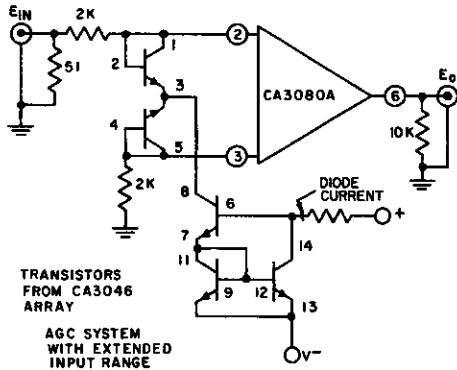 EIN
2K
51
1
2
3
4
5
2K
2
3
CA3080A
6
Eo
10K
8
6
7
DIODE
CURRENT
+
14
11
9
12
13
V-
TRANSISTORS
FROM CA3046
ARRAY
AGC SYSTEM
WITH EXTENDED
INPUT RANGE